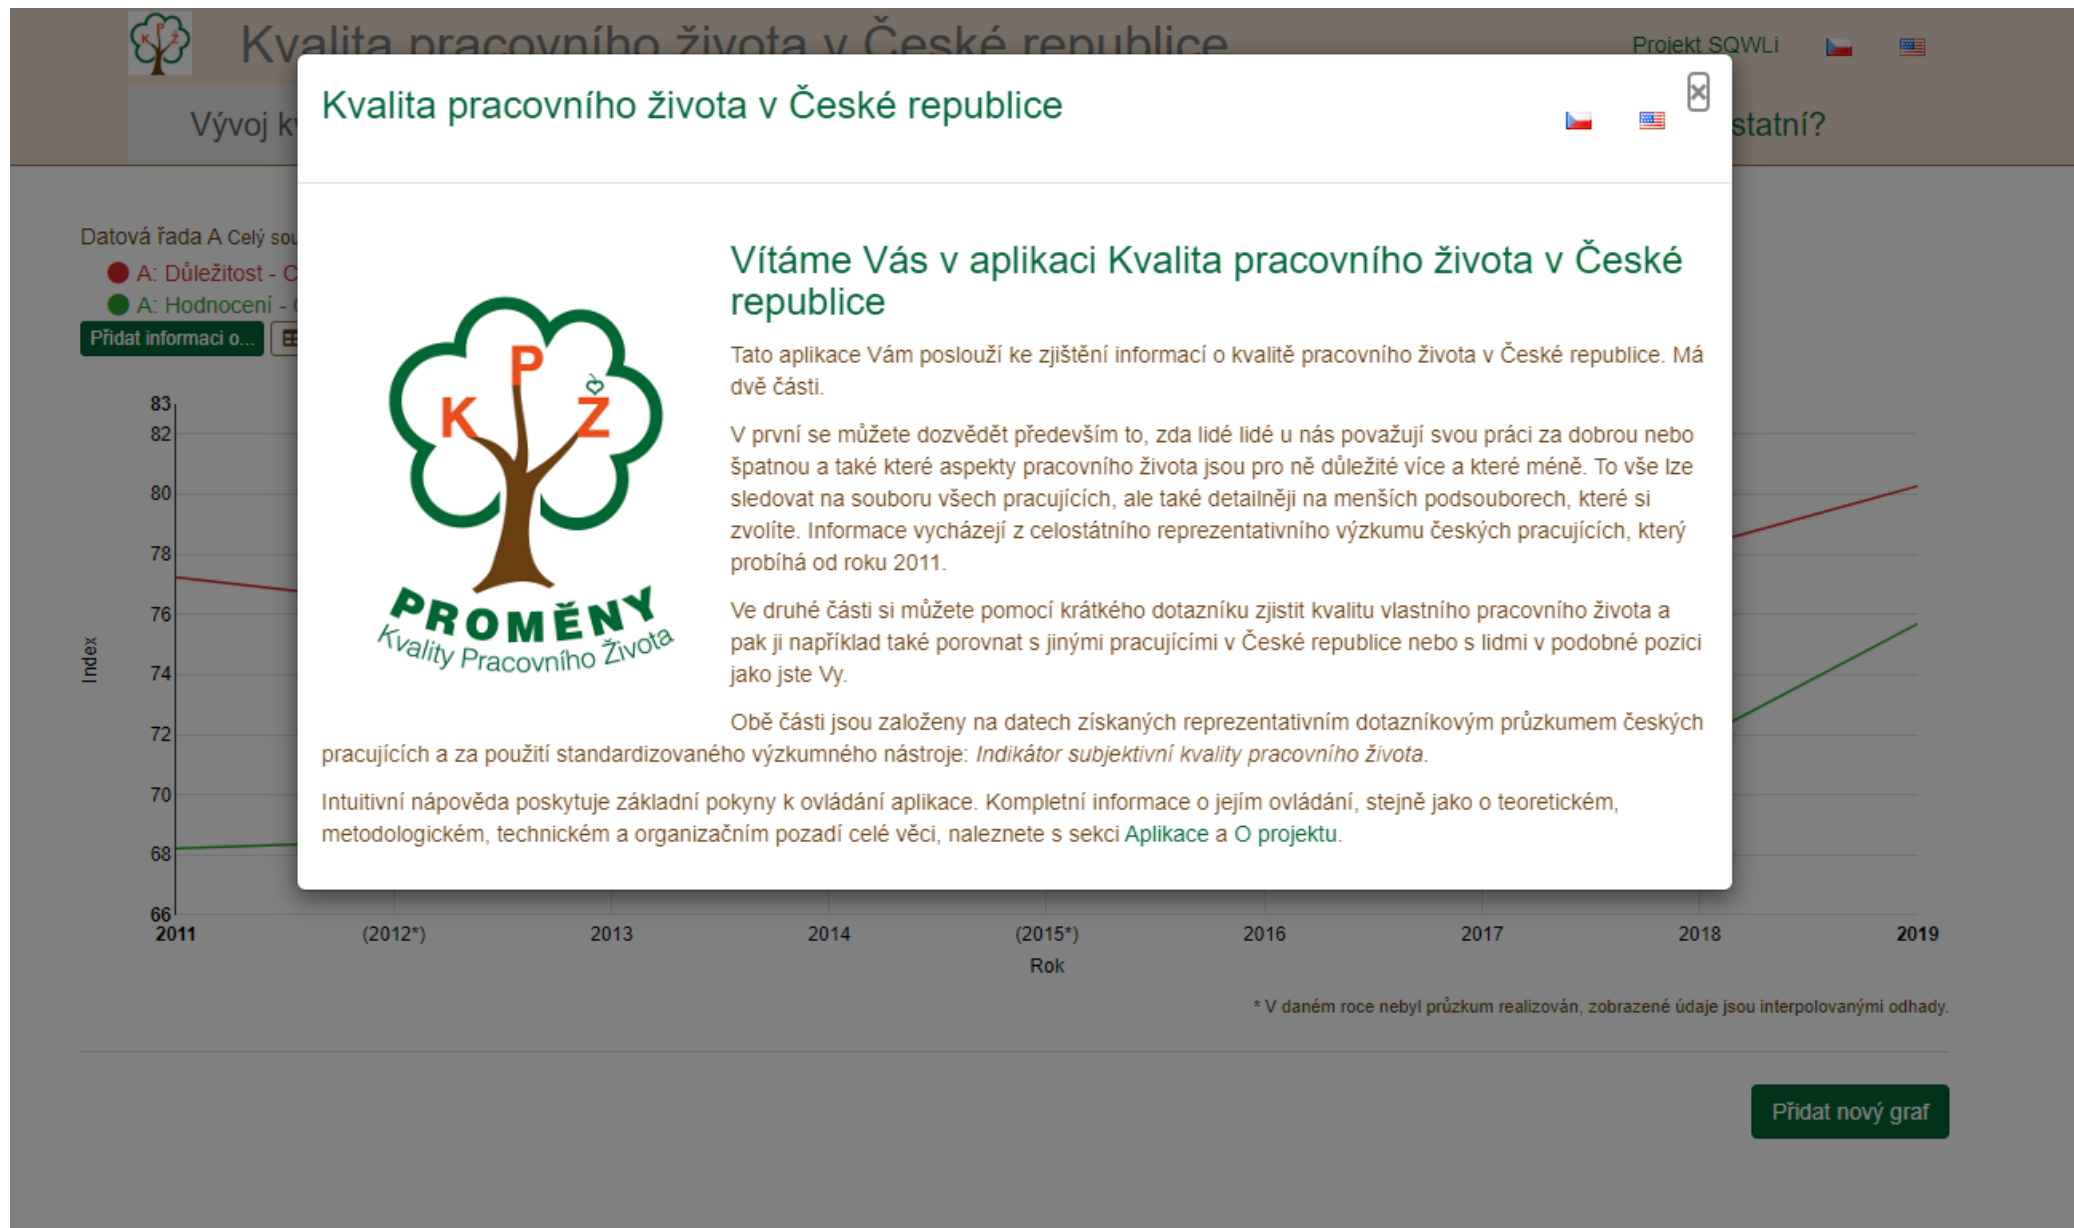 K P Ž
Kvalita pracovního života v České republice
Projekt SQWLi
Vývoj
statní?
Kvalita pracovního života v České republice
×
Datová řada A Celý
A: Důležitost -
A: Hodnocení -
Přidat informaci o...
K P Ž
PROMĚNY
Kvality Pracovního Života
Vítáme Vás v aplikaci Kvalita pracovního života v České
republice
Tato aplikace Vám poslouží ke zjištění informací o kvalitě pracovního života v České republice. Má
dvě části.
V první se můžete dozvědět především to, zda lidé lidé u nás považují svou práci za dobrou nebo
špatnou a také které aspekty pracovního života jsou pro ně důležité více a které méně. To vše lze
sledovat na souboru všech pracujících, ale také detailněji na menších podsouborech, které si
zvolíte. Informace vycházejí z celostátního reprezentativního výzkumu českých pracujících, který
probíhá od roku 2011.
Ve druhé části si můžete pomocí krátkého dotazníku zjistit kvalitu vlastního pracovního života a
pak ji například také porovnat s jinými pracujícími v České republice nebo s lidmi v podobné pozici
jako jste Vy.
Obě části jsou založeny na datech získaných reprezentativním dotazníkovým průzkumem českých
pracujících a za použití standardizovaného výzkumného nástroje: Indikátor subjektivní kvality pracovního života.
Intuitivní nápověda poskytuje základní pokyny k ovládání aplikace. Kompletní informace o jejím ovládání, stejně jako o teoretickém,
metodologickém, technickém a organizačním pozadí celé věci, naleznete s sekci Aplikace a O projektu.
83
82
80
78
76
74
72
70
68
66
Index
2011 (2012*) 2013 2014 (2015*) 2016 2017 2018 2019
Rok
* V daném roce nebyl průzkum realizován, zobrazené údaje jsou interpolovanými odhady.
Přidat nový graf